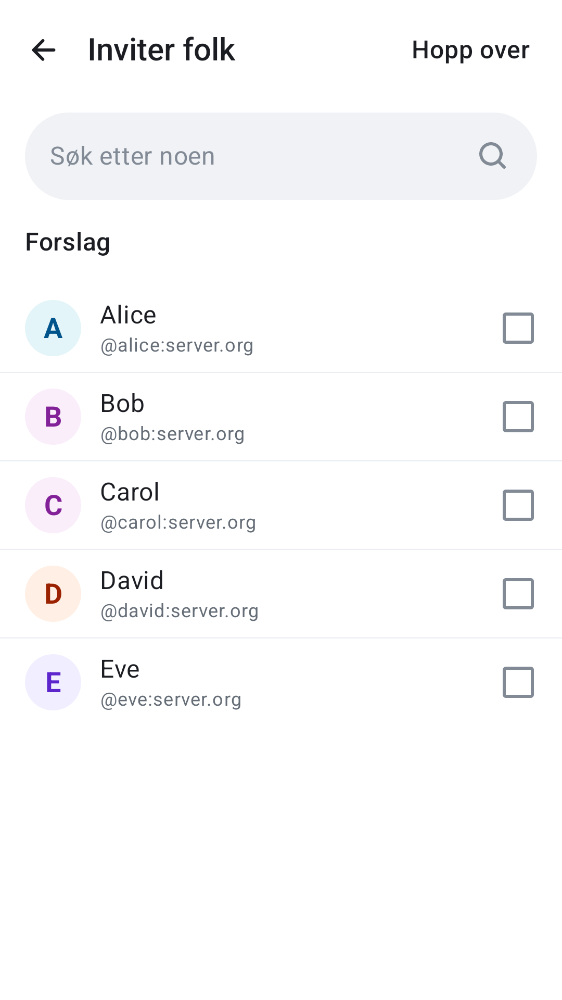 Inviter folk
Hopp over
Søk etter noen
Forslag
A
Alice
@alice:server.org
B
Bob
@bob:server.org
C
Carol
@carol:server.org
D
David
@david:server.org
E
Eve
@eve:server.org